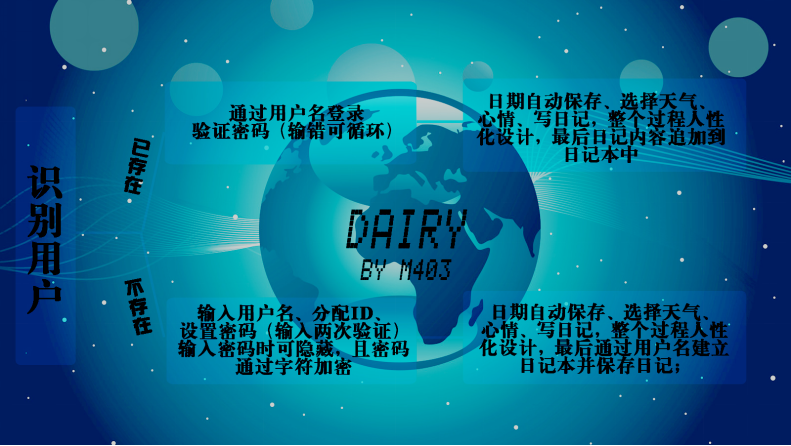 识别用户
已存在
通过用户名登录
验证密码（输错可循环）
日期自动保存、选择天气、
心情、写日记，整个过程人性
化设计，最后日记内容追加到
日记本中
DAIRY
BY M403
不存在
输入用户名、分配ID、
设置密码（输入两次验证）
输入密码时可隐藏，且密码
通过字符加密
日期自动保存、选择天气、
心情、写日记，整个过程人性
化设计，最后通过用户名建立
日记本并保存日记；